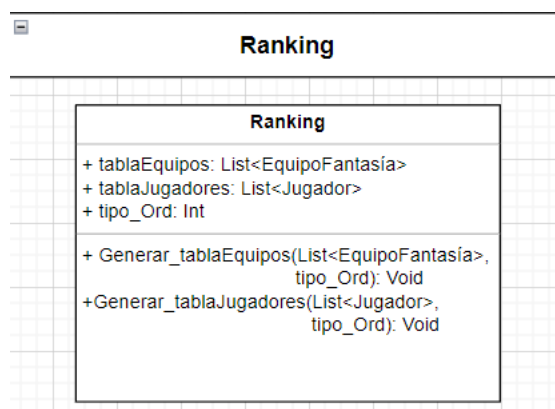 Ranking
Ranking
+ tablaEquipos: List<EquipoFantasía>
+ tablaJugadores: List<Jugador>
+ tipo_Ord: Int
+ Generar_tablaEquipos(List<EquipoFantasía>,
tipo_Ord): Void
+Generar_tablaJugadores(List<Jugador>,
tipo_Ord): Void